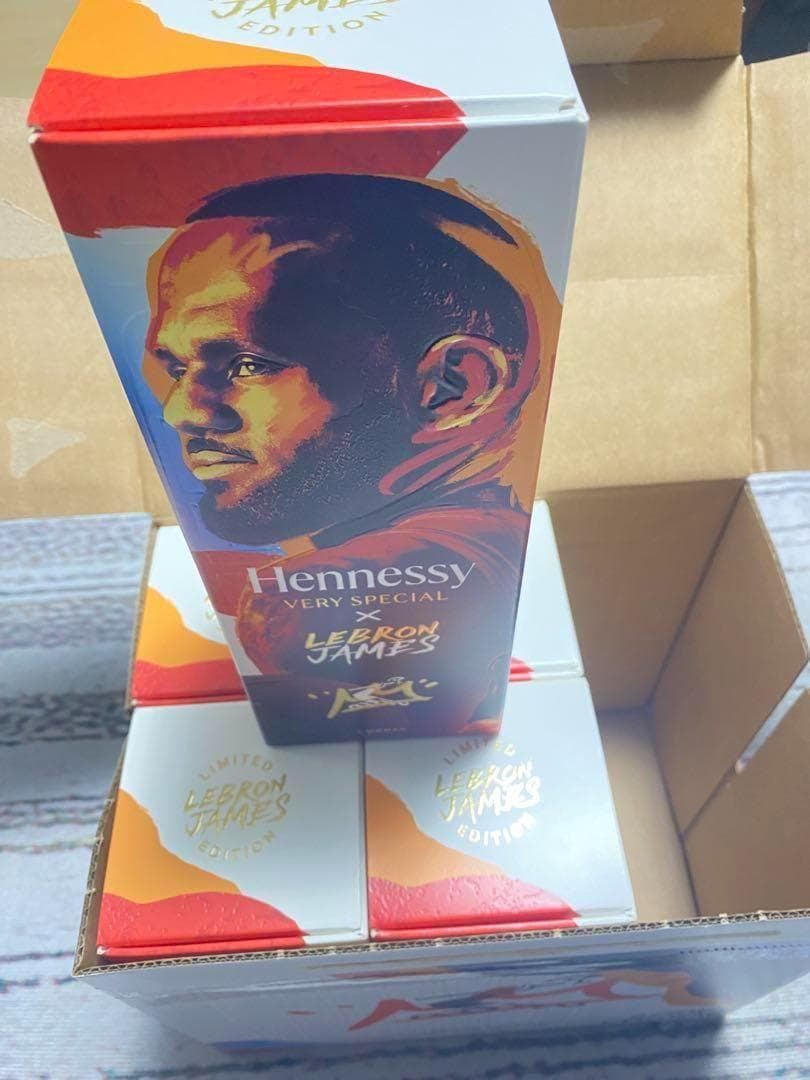 JAMES
EDITION
Hennessy
VERY SPECIAL
X
LEBRON
JAMES
LIMITED
LEBRON
JAMES
EDITION
LIMITED
LEBRON
JAMES
EDITION